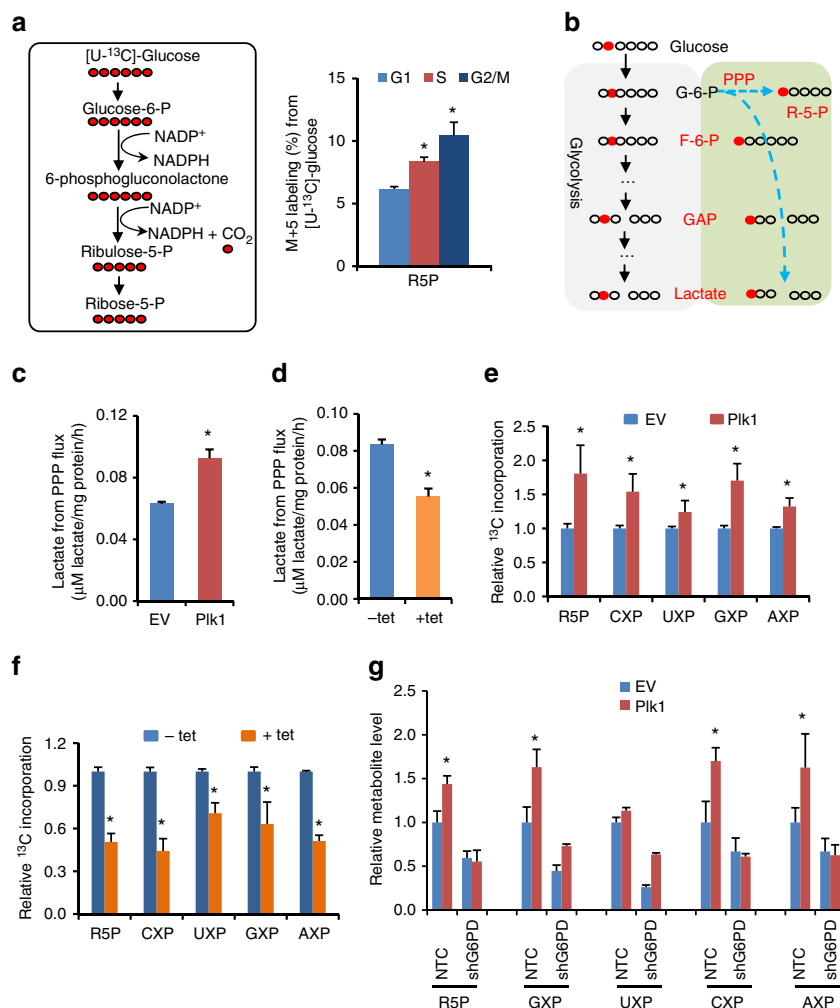 a
[U-¹³C]-Glucose
Glucose-6-P
NADP⁺
NADPH
6-phosphogluconolactone
NADP⁺
NADPH + CO₂
Ribulose-5-P
Ribose-5-P
G1 S G2/M
M+5 labeling (%) from
[U-¹³C]-glucose
15
10
5
0
R5P
b
Glucose
Glycolysis
G-6-P
PPP
R-5-P
F-6-P
...
GAP
...
Lactate
c
Lactate from PPP flux
(µM lactate/mg protein/h)
0.12
0.08
0.04
0.00
*
EV Plk1
d
Lactate from PPP flux
(µM lactate/mg protein/h)
0.10
0.08
0.06
0.04
0.02
0.00
*
–tet +tet
e
EV Plk1
Relative ¹³C incorporation
2.5
2.0
1.5
1.0
0.5
0.0
* * * * *
R5P CXP UXP GXP AXP
f
– tet + tet
Relative ¹³C incorporation
1.2
0.9
0.6
0.3
0.0
* * * * *
R5P CXP UXP GXP AXP
g
EV
Plk1
Relative metabolite level
2.5
2.0
1.5
1.0
0.5
0.0
* * * *
NTC shG6PD NTC shG6PD NTC shG6PD NTC shG6PD NTC shG6PD
R5P GXP UXP CXP AXP